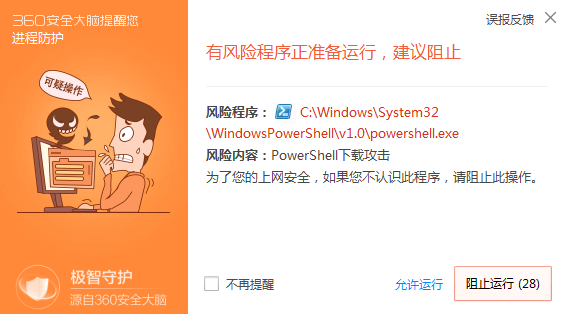 360安全大脑提醒您
进程防护
误报反馈
有风险程序正准备运行，建议阻止
可疑操作
风险程序： C:\Windows\System32
\WindowsPowerShell\v1.0\powershell.exe
风险内容：PowerShell下载攻击
为了您的上网安全，如果您不认识此程序，请阻止此操作。
极智守护
源自360安全大脑
不再提醒
允许运行
阻止运行 (28)